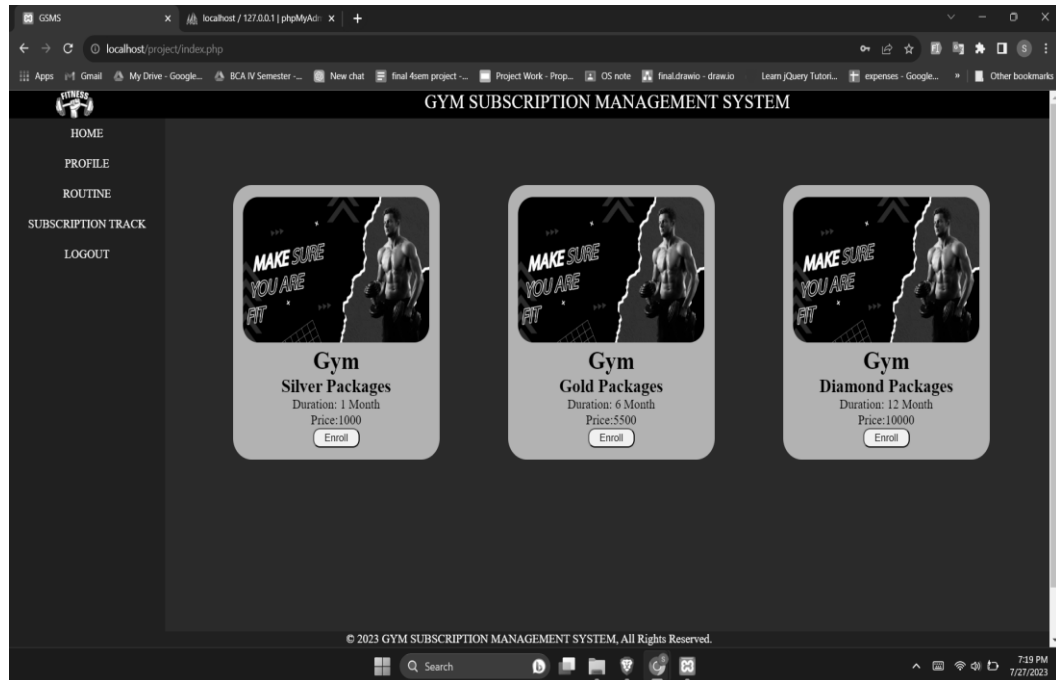 GSMS
localhost / 127.0.0.1 | phpMyAdm
localhost/project/index.php
Apps Gmail My Drive - Google... BCA IV Semester -... New chat final 4sem project -... Project Work - Prop... OS note final.drawio - draw.io Learn jQuery Tutori... expenses - Google... » Other bookmarks
FITNESS
GYM SUBSCRIPTION MANAGEMENT SYSTEM
HOME
PROFILE
ROUTINE
SUBSCRIPTION TRACK
LOGOUT
MAKE SURE
YOU ARE
FIT
Gym
Silver Packages
Duration: 1 Month
Price:1000
Enroll
MAKE SURE
YOU ARE
FIT
Gym
Gold Packages
Duration: 6 Month
Price:5500
Enroll
MAKE SURE
YOU ARE
FIT
Gym
Diamond Packages
Duration: 12 Month
Price:10000
Enroll
© 2023 GYM SUBSCRIPTION MANAGEMENT SYSTEM, All Rights Reserved.
Search
7:19 PM
7/27/2023